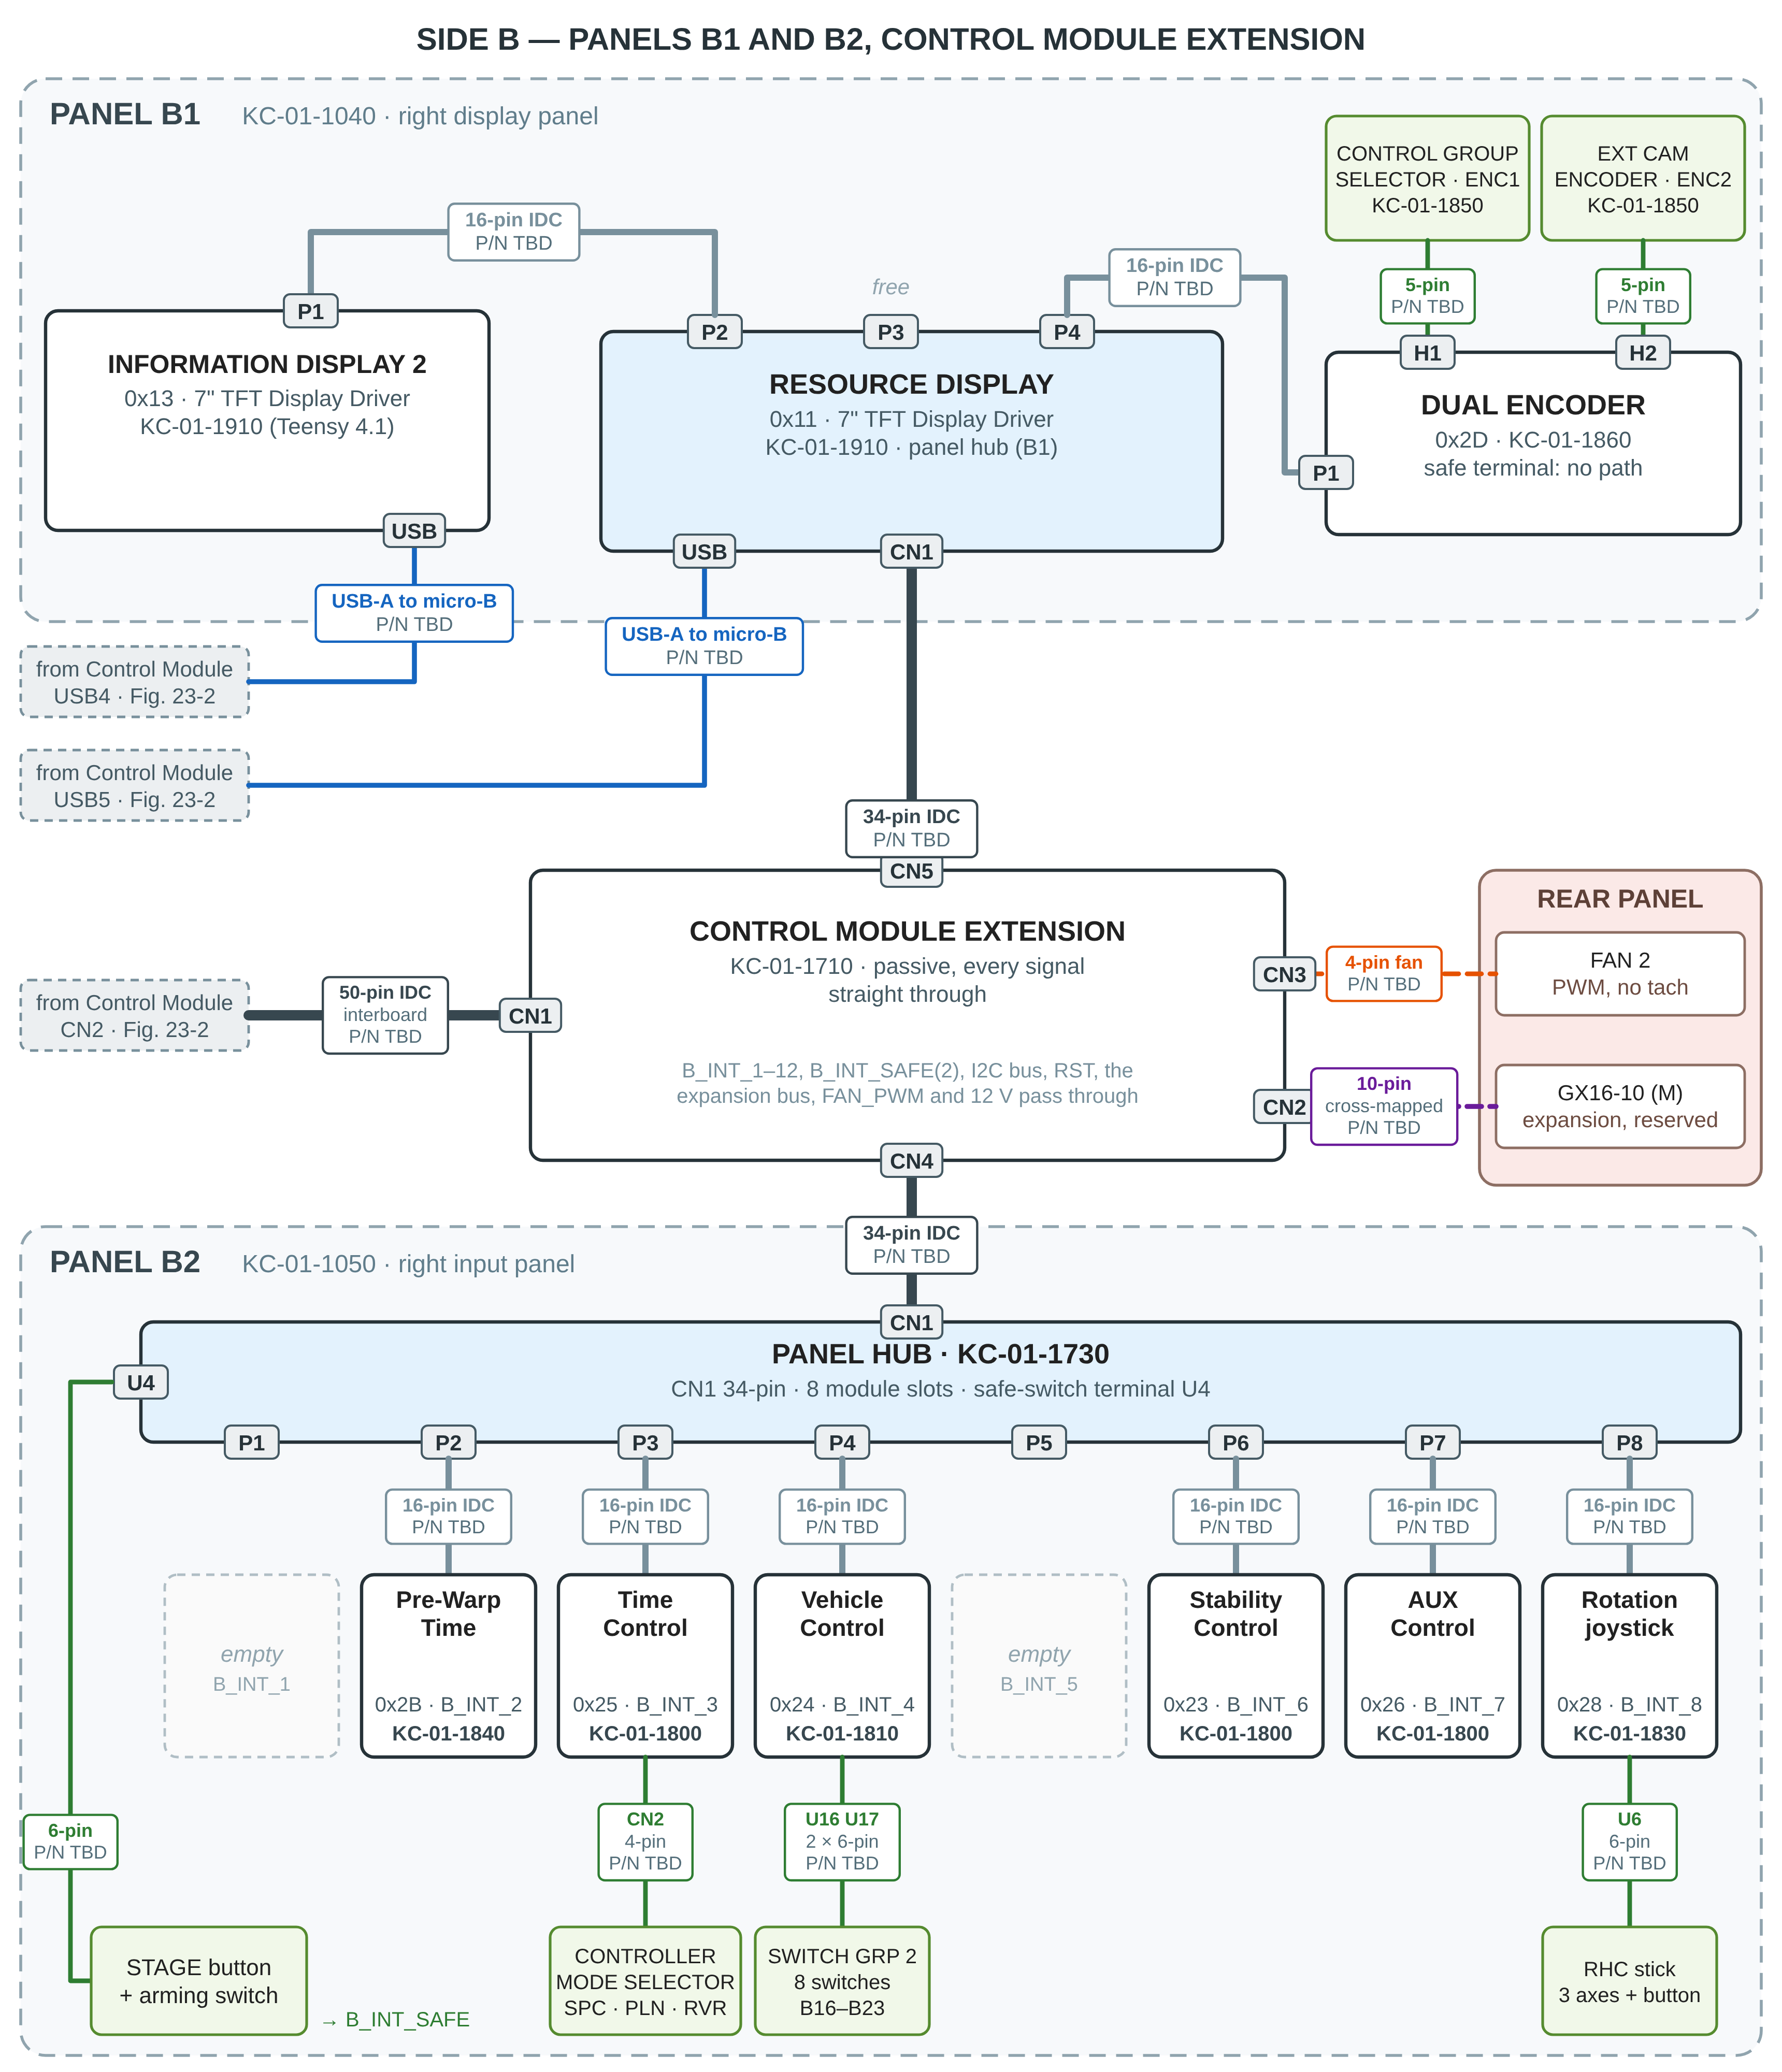 SIDE B — PANELS B1 AND B2, CONTROL MODULE EXTENSION
PANEL B1
KC-01-1040 · right display panel
CONTROL GROUP
SELECTOR · ENC1
KC-01-1850
EXT CAM
ENCODER · ENC2
KC-01-1850
16-pin IDC
P/N TBD
free
16-pin IDC
P/N TBD
5-pin
P/N TBD
5-pin
P/N TBD
P1
P2
P3
P4
H1
H2
INFORMATION DISPLAY 2
0x13 · 7" TFT Display Driver
KC-01-1910 (Teensy 4.1)
RESOURCE DISPLAY
0x11 · 7" TFT Display Driver
KC-01-1910 · panel hub (B1)
DUAL ENCODER
0x2D · KC-01-1860
safe terminal: no path
P1
USB
USB
CN1
USB-A to micro-B
P/N TBD
USB-A to micro-B
P/N TBD
from Control Module
USB4 · Fig. 23-2
from Control Module
USB5 · Fig. 23-2
34-pin IDC
P/N TBD
CN5
CONTROL MODULE EXTENSION
KC-01-1710 · passive, every signal
straight through
B_INT_1–12, B_INT_SAFE(2), I2C bus, RST, the
expansion bus, FAN_PWM and 12 V pass through
from Control Module
CN2 · Fig. 23-2
50-pin IDC
interboard
P/N TBD
CN1
CN3
4-pin fan
P/N TBD
CN2
10-pin
cross-mapped
P/N TBD
REAR PANEL
FAN 2
PWM, no tach
GX16-10 (M)
expansion, reserved
CN4
34-pin IDC
P/N TBD
PANEL B2
KC-01-1050 · right input panel
CN1
PANEL HUB · KC-01-1730
CN1 34-pin · 8 module slots · safe-switch terminal U4
U4
P1
P2
P3
P4
P5
P6
P7
P8
16-pin IDC
P/N TBD
16-pin IDC
P/N TBD
16-pin IDC
P/N TBD
16-pin IDC
P/N TBD
16-pin IDC
P/N TBD
16-pin IDC
P/N TBD
empty
B_INT_1
Pre-Warp
Time
0x2B · B_INT_2
KC-01-1840
Time
Control
0x25 · B_INT_3
KC-01-1800
Vehicle
Control
0x24 · B_INT_4
KC-01-1810
empty
B_INT_5
Stability
Control
0x23 · B_INT_6
KC-01-1800
AUX
Control
0x26 · B_INT_7
KC-01-1800
Rotation
joystick
0x28 · B_INT_8
KC-01-1830
6-pin
P/N TBD
CN2
4-pin
P/N TBD
U16 U17
2 × 6-pin
P/N TBD
U6
6-pin
P/N TBD
STAGE button
+ arming switch
→ B_INT_SAFE
CONTROLLER
MODE SELECTOR
SPC · PLN · RVR
SWITCH GRP 2
8 switches
B16–B23
RHC stick
3 axes + button